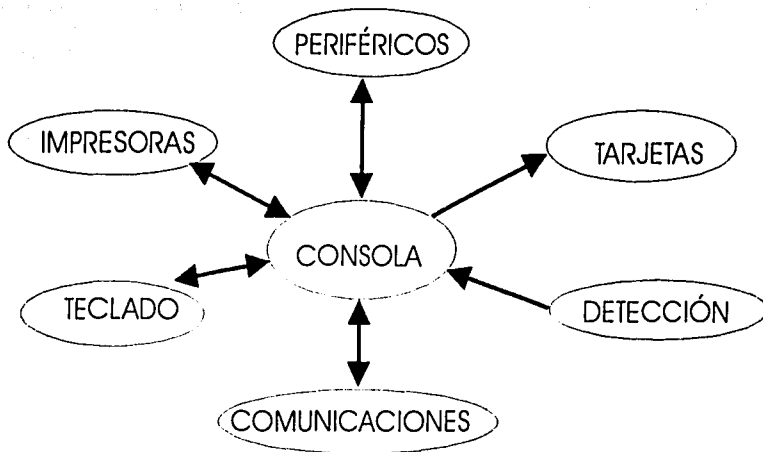 PERIFÉRICOS
IMPRESORAS
TARJETAS
CONSOLA
TECLADO
DETECCIÓN
COMUNICACIONES